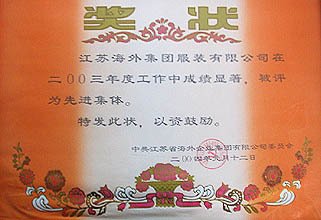 奖状
江苏海外集团服装有限公司在
二00三年度工作中成绩显著，被评
为先进集体。
特发此状，以资鼓励。
中共江苏省海外企业集团有限公司委员会
二00四年九月十二日